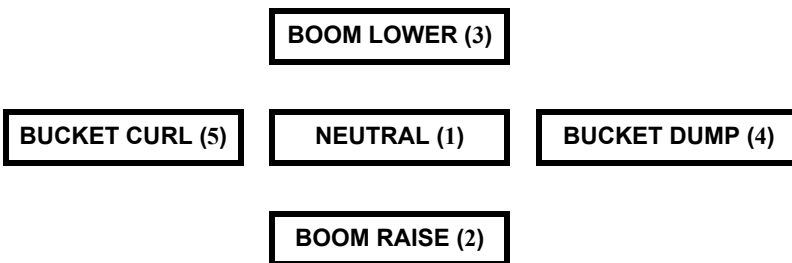 BOOM LOWER (3)
BUCKET CURL (5) NEUTRAL (1) BUCKET DUMP (4)
BOOM RAISE (2)